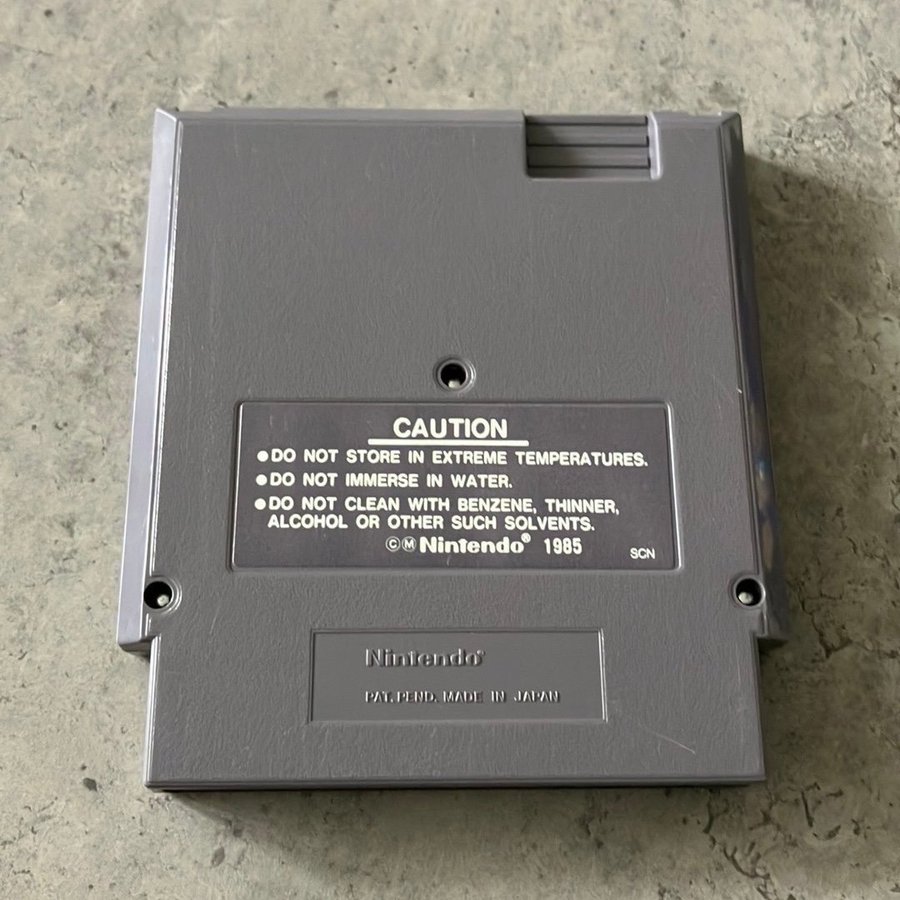 CAUTION
●DO NOT STORE IN EXTREME TEMPERATURES.
●DO NOT IMMERSE IN WATER.
●DO NOT CLEAN WITH BENZENE, THINNER,
ALCOHOL OR OTHER SUCH SOLVENTS.
ⒸⓂNintendo® 1985 SCN
Nintendo®
PAT. PEND. MADE IN JAPAN